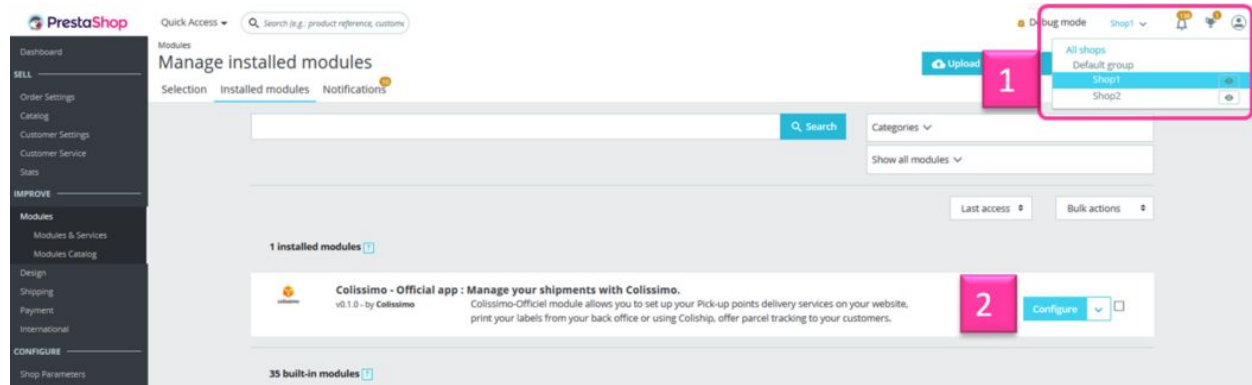 PrestaShop
Quick Access
Search (e.g.: product reference, custome
Debug mode
Shop1
All shops
Default group
Shop1
Shop2
1
Dashboard
SELL
Order Settings
Catalog
Customer Settings
Customer Service
Stats
IMPROVE
Modules
Modules & Services
Modules Catalog
Design
Shipping
Payment
International
CONFIGURE
Shop Parameters
Modules
Manage installed modules
Upload
Selection Installed modules Notifications
Search
Categories
Show all modules
Last access
Bulk actions
1 installed modules ?
Colissimo - Official app : Manage your shipments with Colissimo.
v0.1.0 - by Colissimo
Colissimo-Officiel module allows you to set up your Pick-up points delivery services on your website,
print your labels from your back office or using Coliship, offer parcel tracking to your customers.
2
Configure
35 built-in modules ?